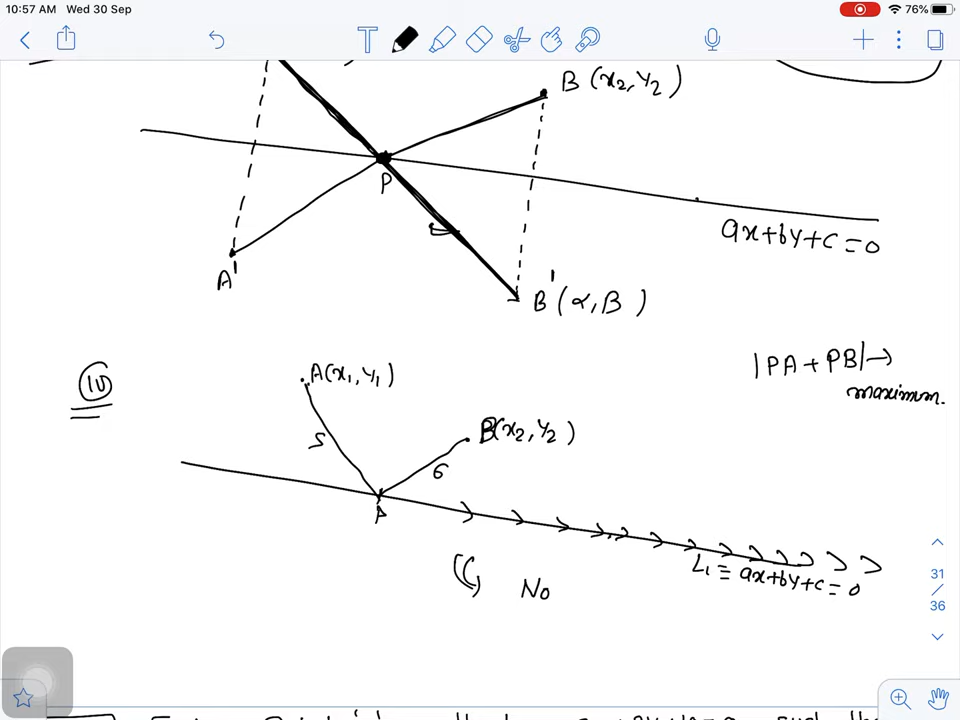 10:57 AM Wed 30 Sep
76%
T
B (x2, y2)
P
ax+by+c=0
A'
B' (α, B )
10
A(x1, y1)
|PA + PB|→
maximum.
B(x2, y2)
5
6
P
L1 ≡ ax+by+c=0
No
31
/
36